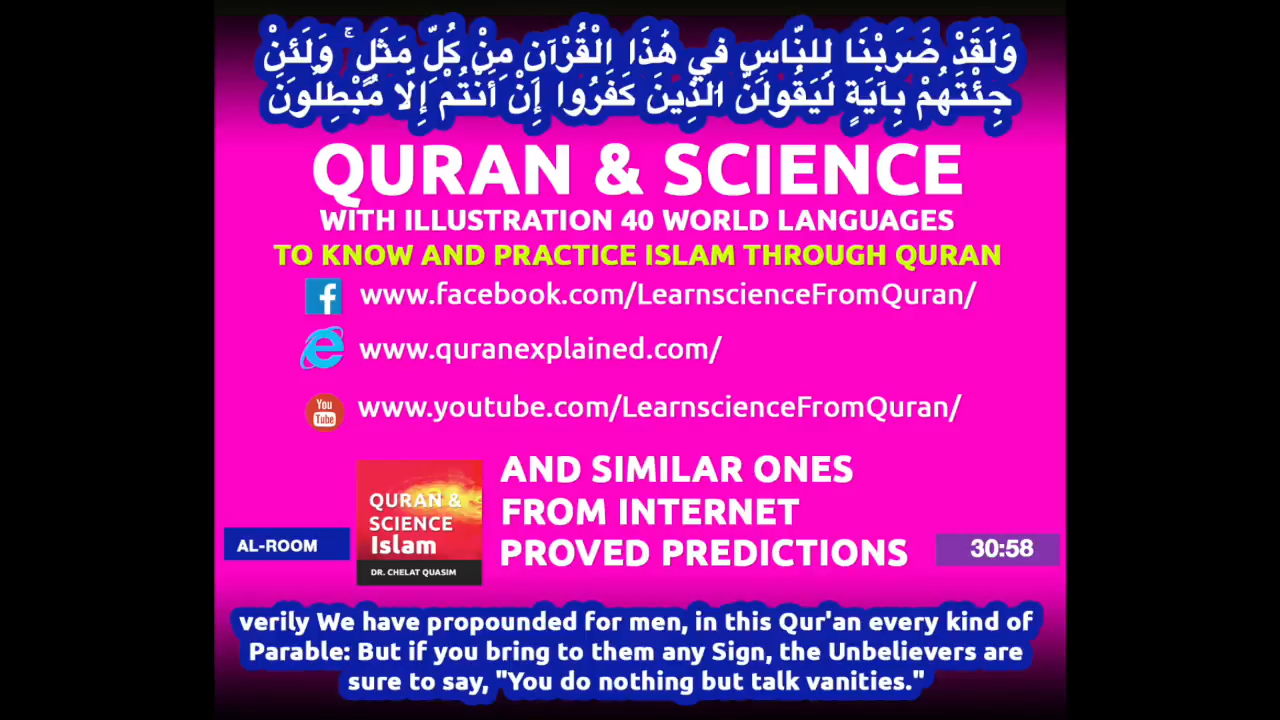 وَلَقَدْ ضَرَبْنَا لِلنَّاسِ فِي هَٰذَا الْقُرْآنِ مِنْ كُلِّ مَثَلٍ ۚ وَلَئِنْ
جِئْتَهُمْ بِآيَةٍ لَيَقُولَنَّ الَّذِينَ كَفَرُوا إِنْ أَنْتُمْ إِلَّا مُبْطِلُونَ
QURAN & SCIENCE
WITH ILLUSTRATION 40 WORLD LANGUAGES
TO KNOW AND PRACTICE ISLAM THROUGH QURAN
www.facebook.com/LearnscienceFromQuran/
www.quranexplained.com/
You
Tube
www.youtube.com/LearnscienceFromQuran/
QURAN &
SCIENCE
Islam
DR. CHELAT QUASIM
AND SIMILAR ONES
FROM INTERNET
PROVED PREDICTIONS
AL-ROOM
30:58
verily We have propounded for men, in this Qur'an every kind of
Parable: But if you bring to them any Sign, the Unbelievers are
sure to say, "You do nothing but talk vanities."